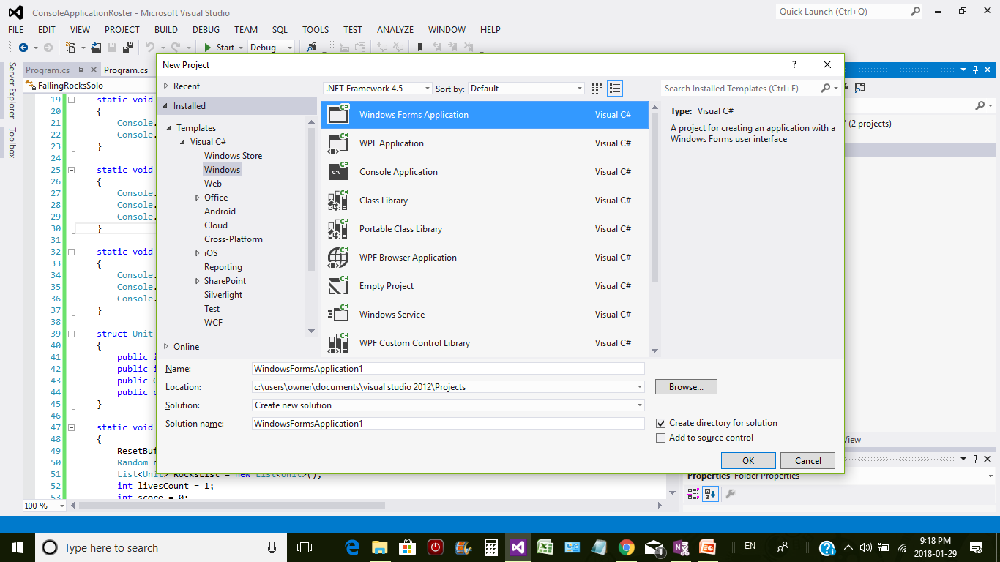 ConsoleApplicationRoster - Microsoft Visual Studio
Quick Launch (Ctrl+Q)
FILE EDIT VIEW PROJECT BUILD DEBUG TEAM SQL TOOLS TEST ANALYZE WINDOW HELP
Start Debug
Server Explorer
Toolbox
Program.cs Program.cs
FallingRocksSolo
19 static void
20 {
21 Console.
22 Console.
23 }
24
25 static void
26 {
27 Console.
28 Console.
29 Console.
30 }
31
32 static void
33 {
34 Console.
35 Console.
36 Console.
37 }
38
39 struct Unit
40 {
41 public i
42 public i
43 public
44 public c
45 }
46
47 static void
48 {
49 ResetBuf
50 Random
51 List<Unit> RocksList = new List<Unit>();
52 int livesCount = 1;
53 int score = 0;
100 %
New Project
?
Recent
Installed
Templates
Visual C#
Windows Store
Windows
Web
Office
Android
Cloud
Cross-Platform
iOS
Reporting
SharePoint
Silverlight
Test
WCF
Online
.NET Framework 4.5 Sort by: Default
Windows Forms Application Visual C#
WPF Application Visual C#
Console Application Visual C#
Class Library Visual C#
Portable Class Library Visual C#
WPF Browser Application Visual C#
Empty Project Visual C#
Windows Service Visual C#
WPF Custom Control Library Visual C#
Search Installed Templates (Ctrl+E)
Type: Visual C#
A project for creating an application with a
Windows Forms user interface
Name: WindowsFormsApplication1
Location: c:\users\owner\documents\visual studio 2012\Projects
Browse...
Solution: Create new solution
Solution name: WindowsFormsApplication1
Create directory for solution
Add to source control
OK Cancel
' (2 projects)
View
Properties
Folder Properties
Type here to search
1
EN
9:18 PM
2018-01-29